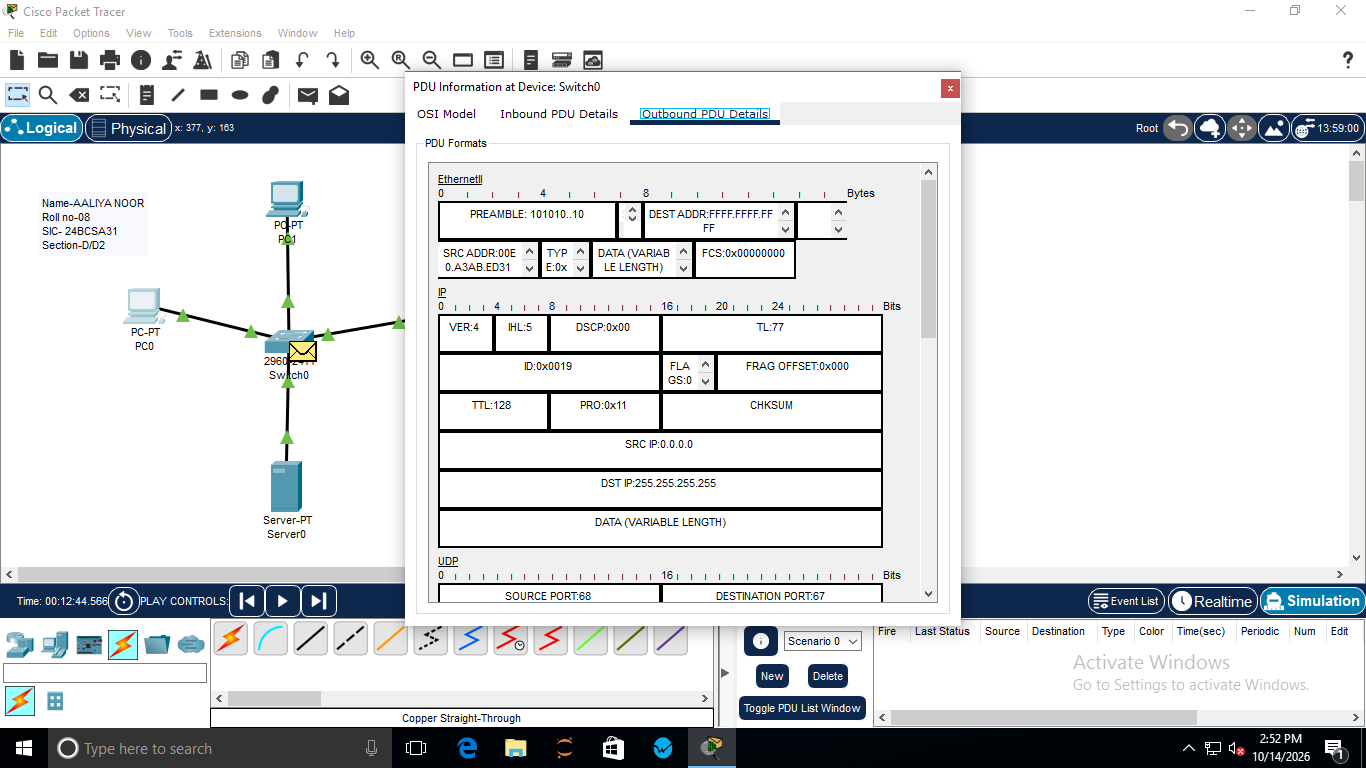 Cisco Packet Tracer
File Edit Options View Tools Extensions Window Help
PDU Information at Device: Switch0
x
OSI Model Inbound PDU Details Outbound PDU Details
Logical Physical x: 377, y: 163
Root 13:59:00
PDU Formats
EthernetII
0 4 8 Bytes
PREAMBLE: 101010..10
DEST ADDR:FFFF.FFFF.FF
FF
SRC ADDR:00E
0.A3AB.ED31
TYP
E:0x
DATA (VARIAB
LE LENGTH)
FCS:0x00000000
IP
0 4 8 16 20 24 Bits
VER:4 IHL:5 DSCP:0x00 TL:77
ID:0x0019
FLA
GS:0
FRAG OFFSET:0x000
TTL:128 PRO:0x11 CHKSUM
SRC IP:0.0.0.0
DST IP:255.255.255.255
DATA (VARIABLE LENGTH)
UDP
0 16 Bits
SOURCE PORT:68 DESTINATION PORT:67
Name-AALIYA NOOR
Roll no-08
SIC- 24BCSA31
Section-D/D2
PC-PT
PC1
PC-PT
PC0
Switch0
Server-PT
Server0
Time: 00:12:44.566 PLAY CONTROLS:
Event List Realtime Simulation
Scenario 0
New Delete
Toggle PDU List Window
Fire Last Status Source Destination Type Color Time(sec) Periodic Num Edit
Activate Windows
Go to Settings to activate Windows.
Copper Straight-Through
Type here to search
2:52 PM
10/14/2026
1